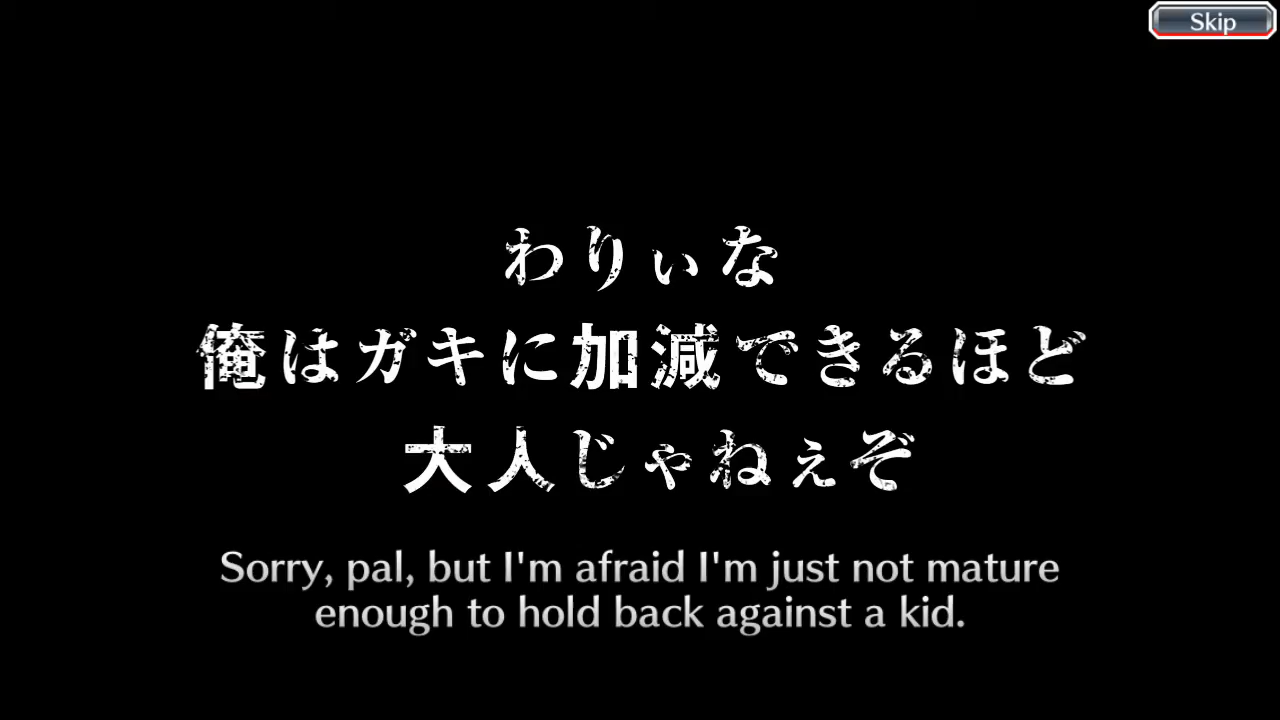 Skip
わりぃな
俺はガキに加減できるほど
大人じゃねぇぞ
Sorry, pal, but I'm afraid I'm just not mature
enough to hold back against a kid.